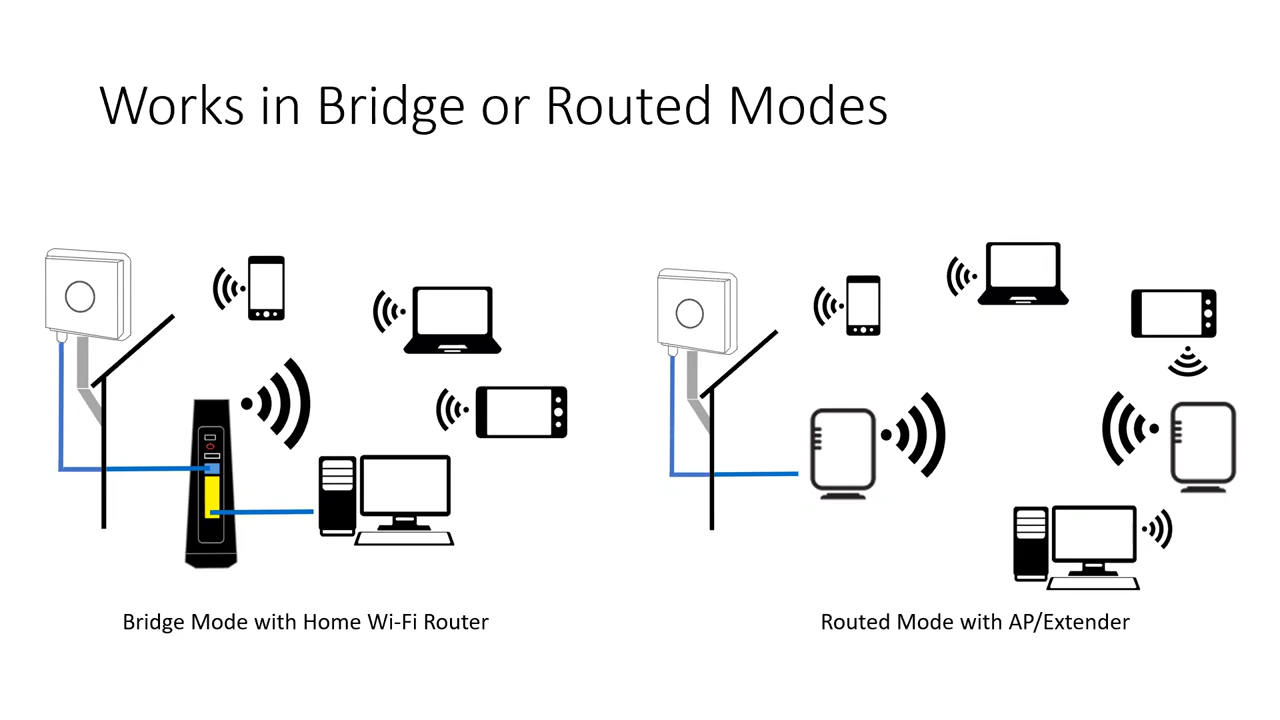 Works in Bridge or Routed Modes
Bridge Mode with Home Wi-Fi Router
Routed Mode with AP/Extender